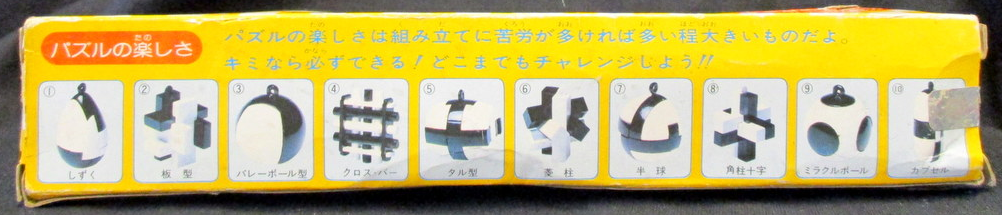 パズルの楽しさ
パズルの楽しさは組み立てに苦労が多ければ多い程大きいものだよ。
キミなら必ずできる!どこまでもチャレンジしよう!!
① しずく
② 板型
③ バレーボール型
④ クロス・バー
⑤ タル型
⑥ 菱柱
⑦ 半球
⑧ 角柱十字
⑨ ミラクルボール
⑩ カプセル